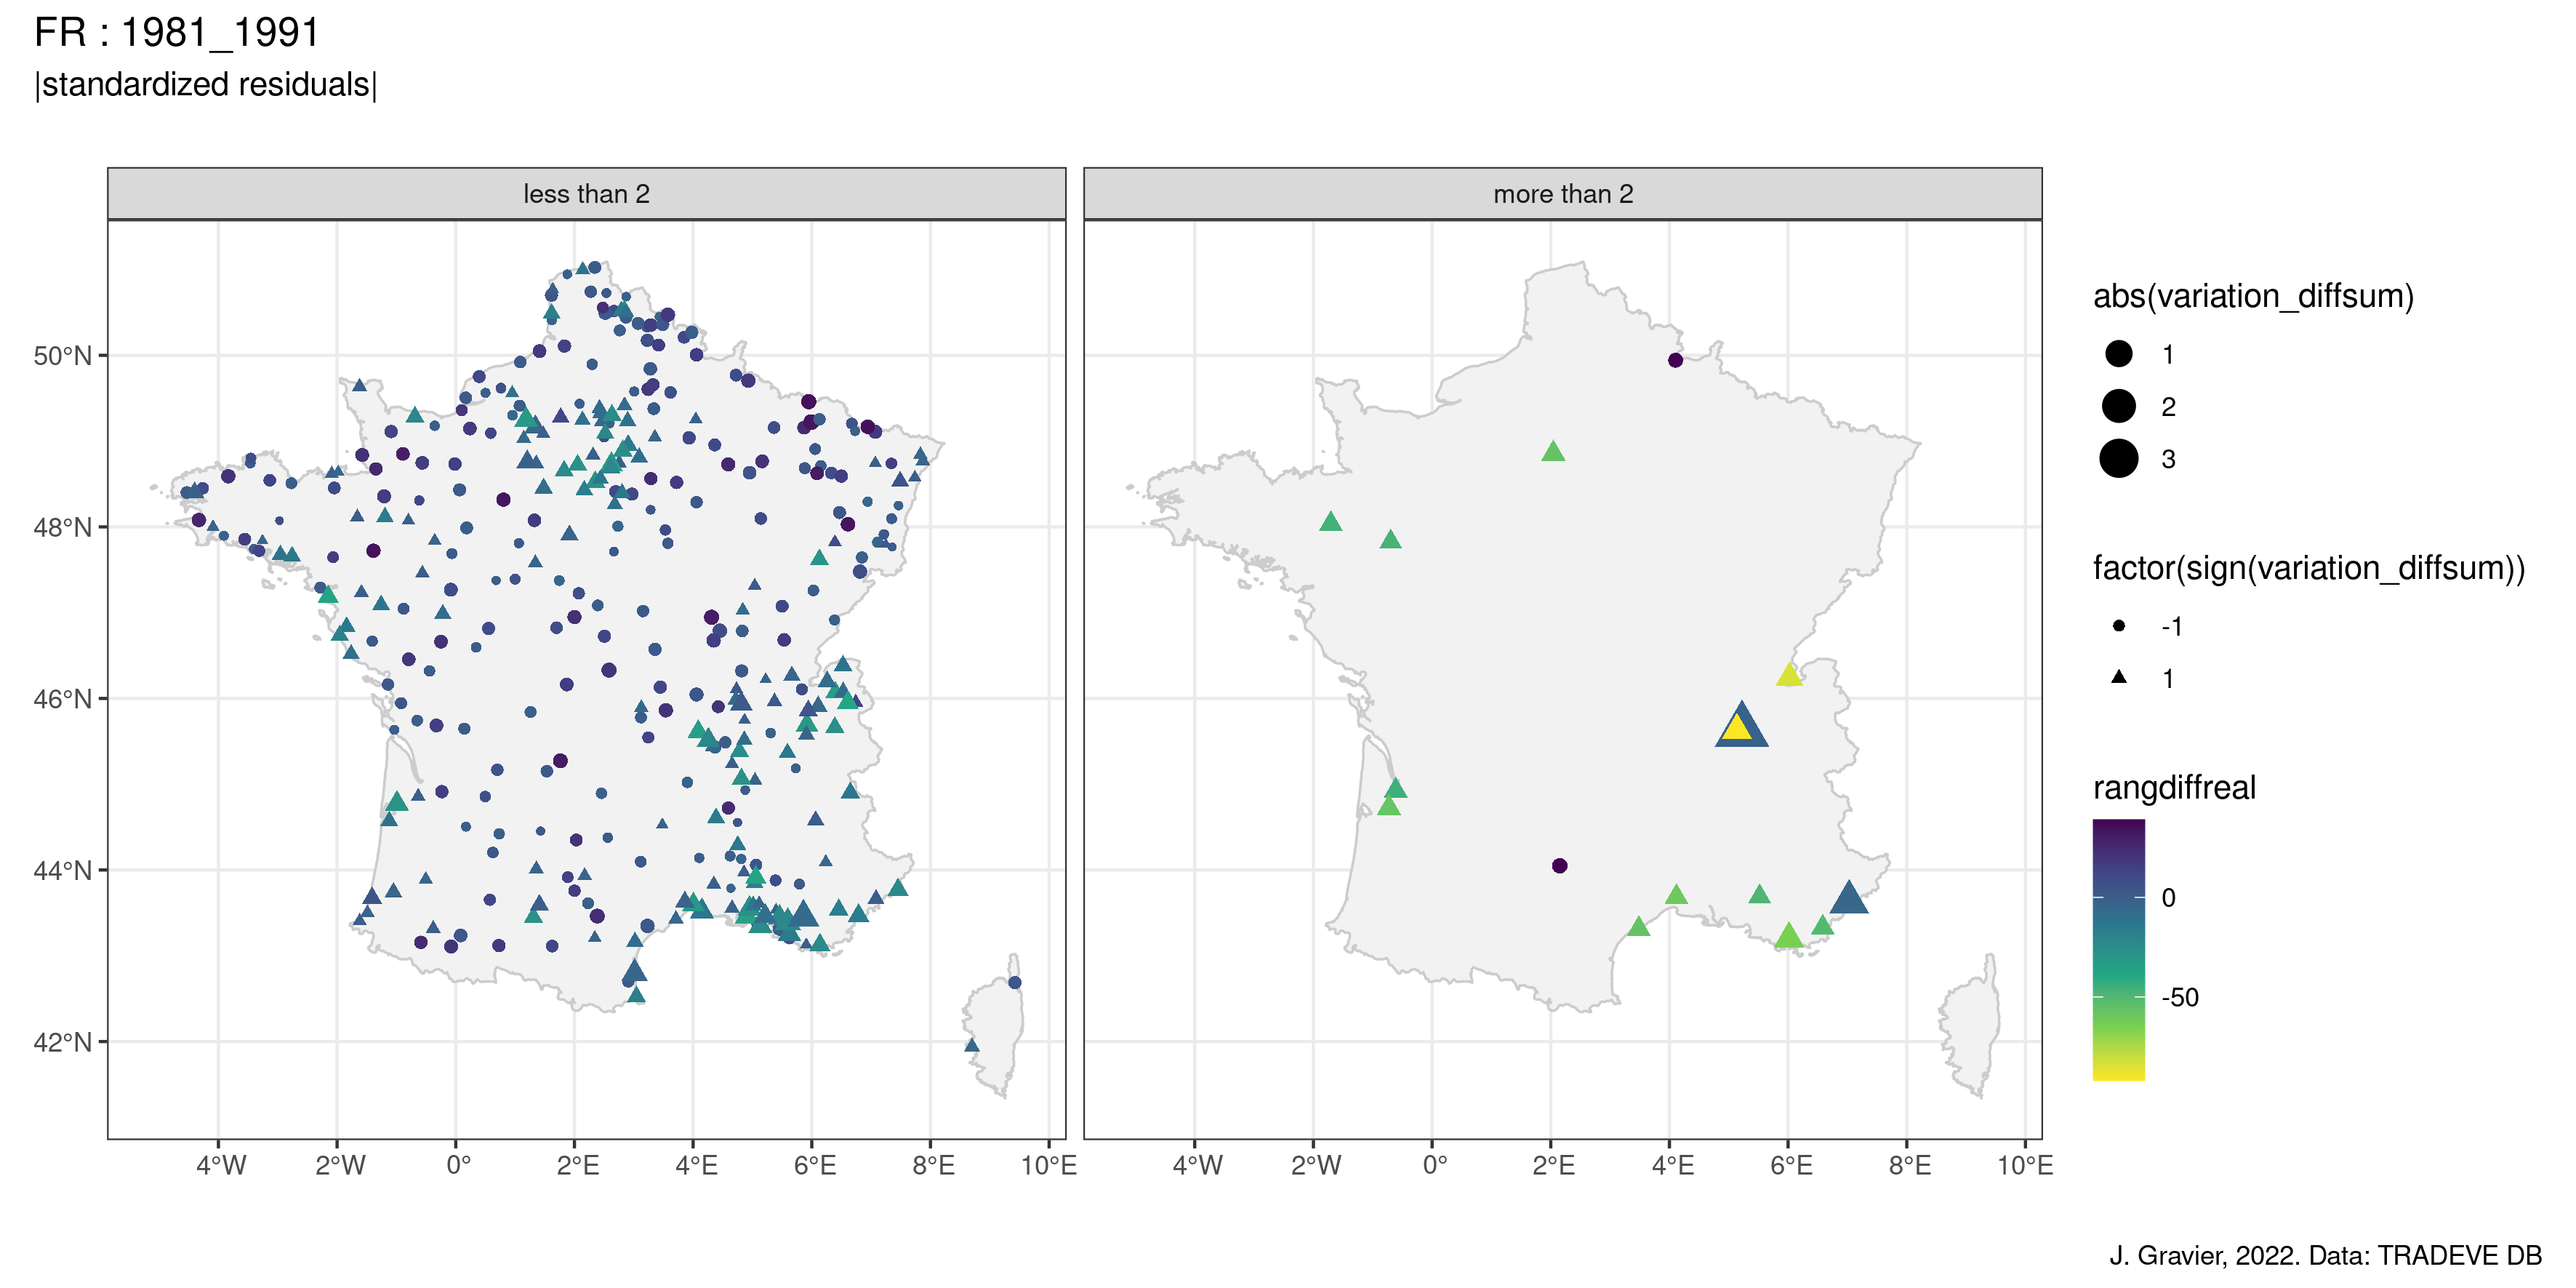 FR : 1981_1991
|standardized residuals|
less than 2
more than 2
50°N
48°N
46°N
44°N
42°N
4°W 2°W 0° 2°E 4°E 6°E 8°E 10°E
4°W 2°W 0° 2°E 4°E 6°E 8°E 10°E
abs(variation_diffsum)
1
2
3
factor(sign(variation_diffsum))
-1
1
rangdiffreal
0
-50
J. Gravier, 2022. Data: TRADEVE DB